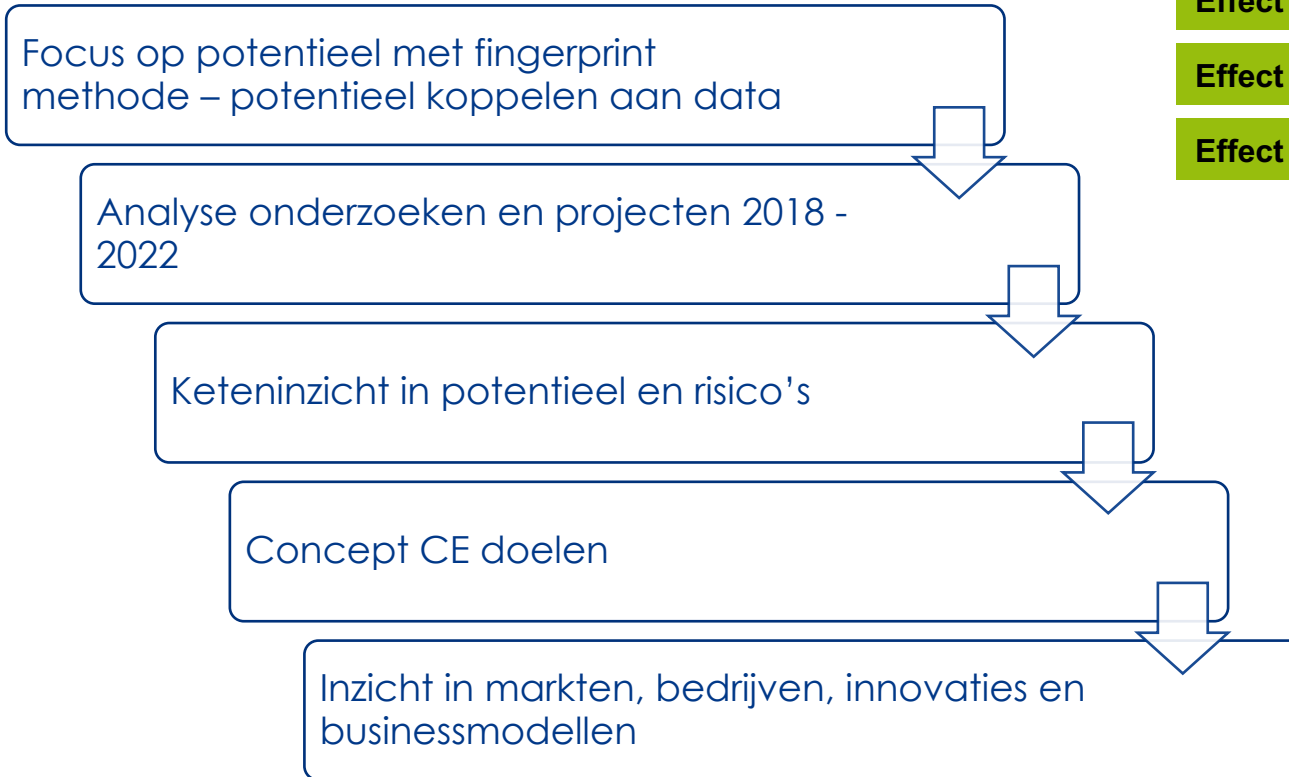 Focus op potentieel met fingerprint
methode – potentieel koppelen aan data
Analyse onderzoeken en projecten 2018 -
2022
Keteninzicht in potentieel en risico's
Concept CE doelen
Inzicht in markten, bedrijven, innovaties en
businessmodellen
Effect
Effect
Effect